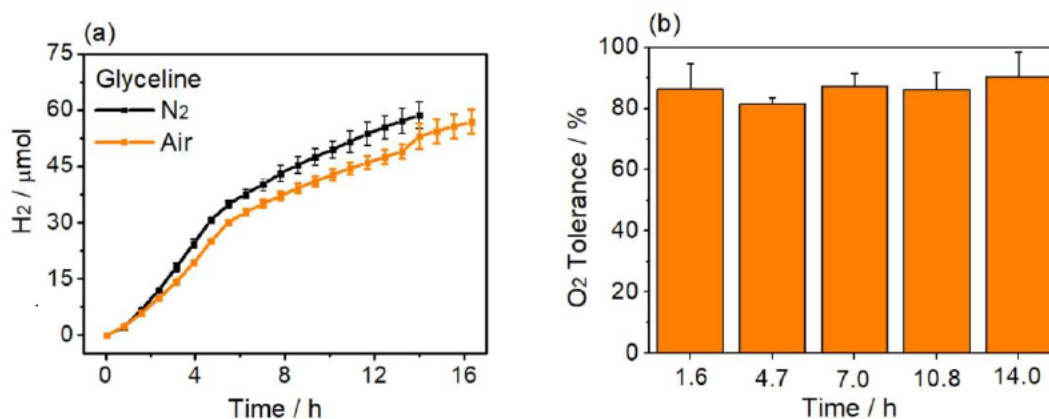 (a)
75
60
45
30
15
0
H2 / μmol
Glyceline
N2
Air
0 4 8 12 16
Time / h
(b)
100
80
60
40
20
0
O2 Tolerance / %
1.6 4.7 7.0 10.8 14.0
Time / h